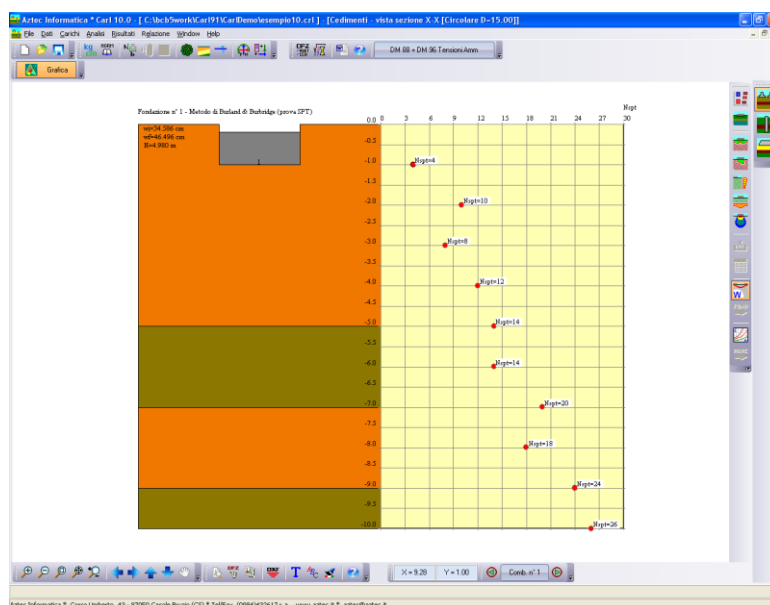 Aztec Informatica * Carl 10.0 - [ C:\bcb5work\Carl91\CarlDemo\esempio10.crl ] - [Cedimenti - vista sezione X-X [Circolare D=15.00]]
File Dati Carichi Analisi Risultati Relazione Window Help
DM 88 + DM 96 Tensioni Amm
Grafica
Fondazione n° 1 - Metodo di Burland & Burbridge (prova SPT)
Nspt
0.0 0 3 6 9 12 15 18 21 24 27 30
wi=34.586 cm
wf=46.496 cm
H=4.980 m
1
-0.5
-1.0 Nspt=4
-1.5
-2.0 Nspt=10
-2.5
-3.0 Nspt=8
-3.5
-4.0 Nspt=12
-4.5
-5.0 Nspt=14
-5.5
-6.0 Nspt=14
-6.5
-7.0 Nspt=20
-7.5
-8.0 Nspt=18
-8.5
-9.0 Nspt=24
-9.5
-10.0 Nspt=26
X = 9.28 Y = 1.00 Comb. n° 1